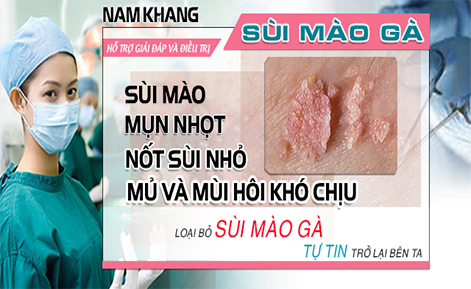 NAM KHANG
HỖ TRỢ GIẢI ĐÁP VÀ ĐIỀU TRỊ
SÙI MÀO GÀ
SÙI MÀO
MỤN NHỌT
NỐT SÙI NHỎ
MỦ VÀ MÙI HÔI KHÓ CHỊU
LOẠI BỎ SÙI MÀO GÀ
TỰ TIN TRỞ LẠI BÊN TA